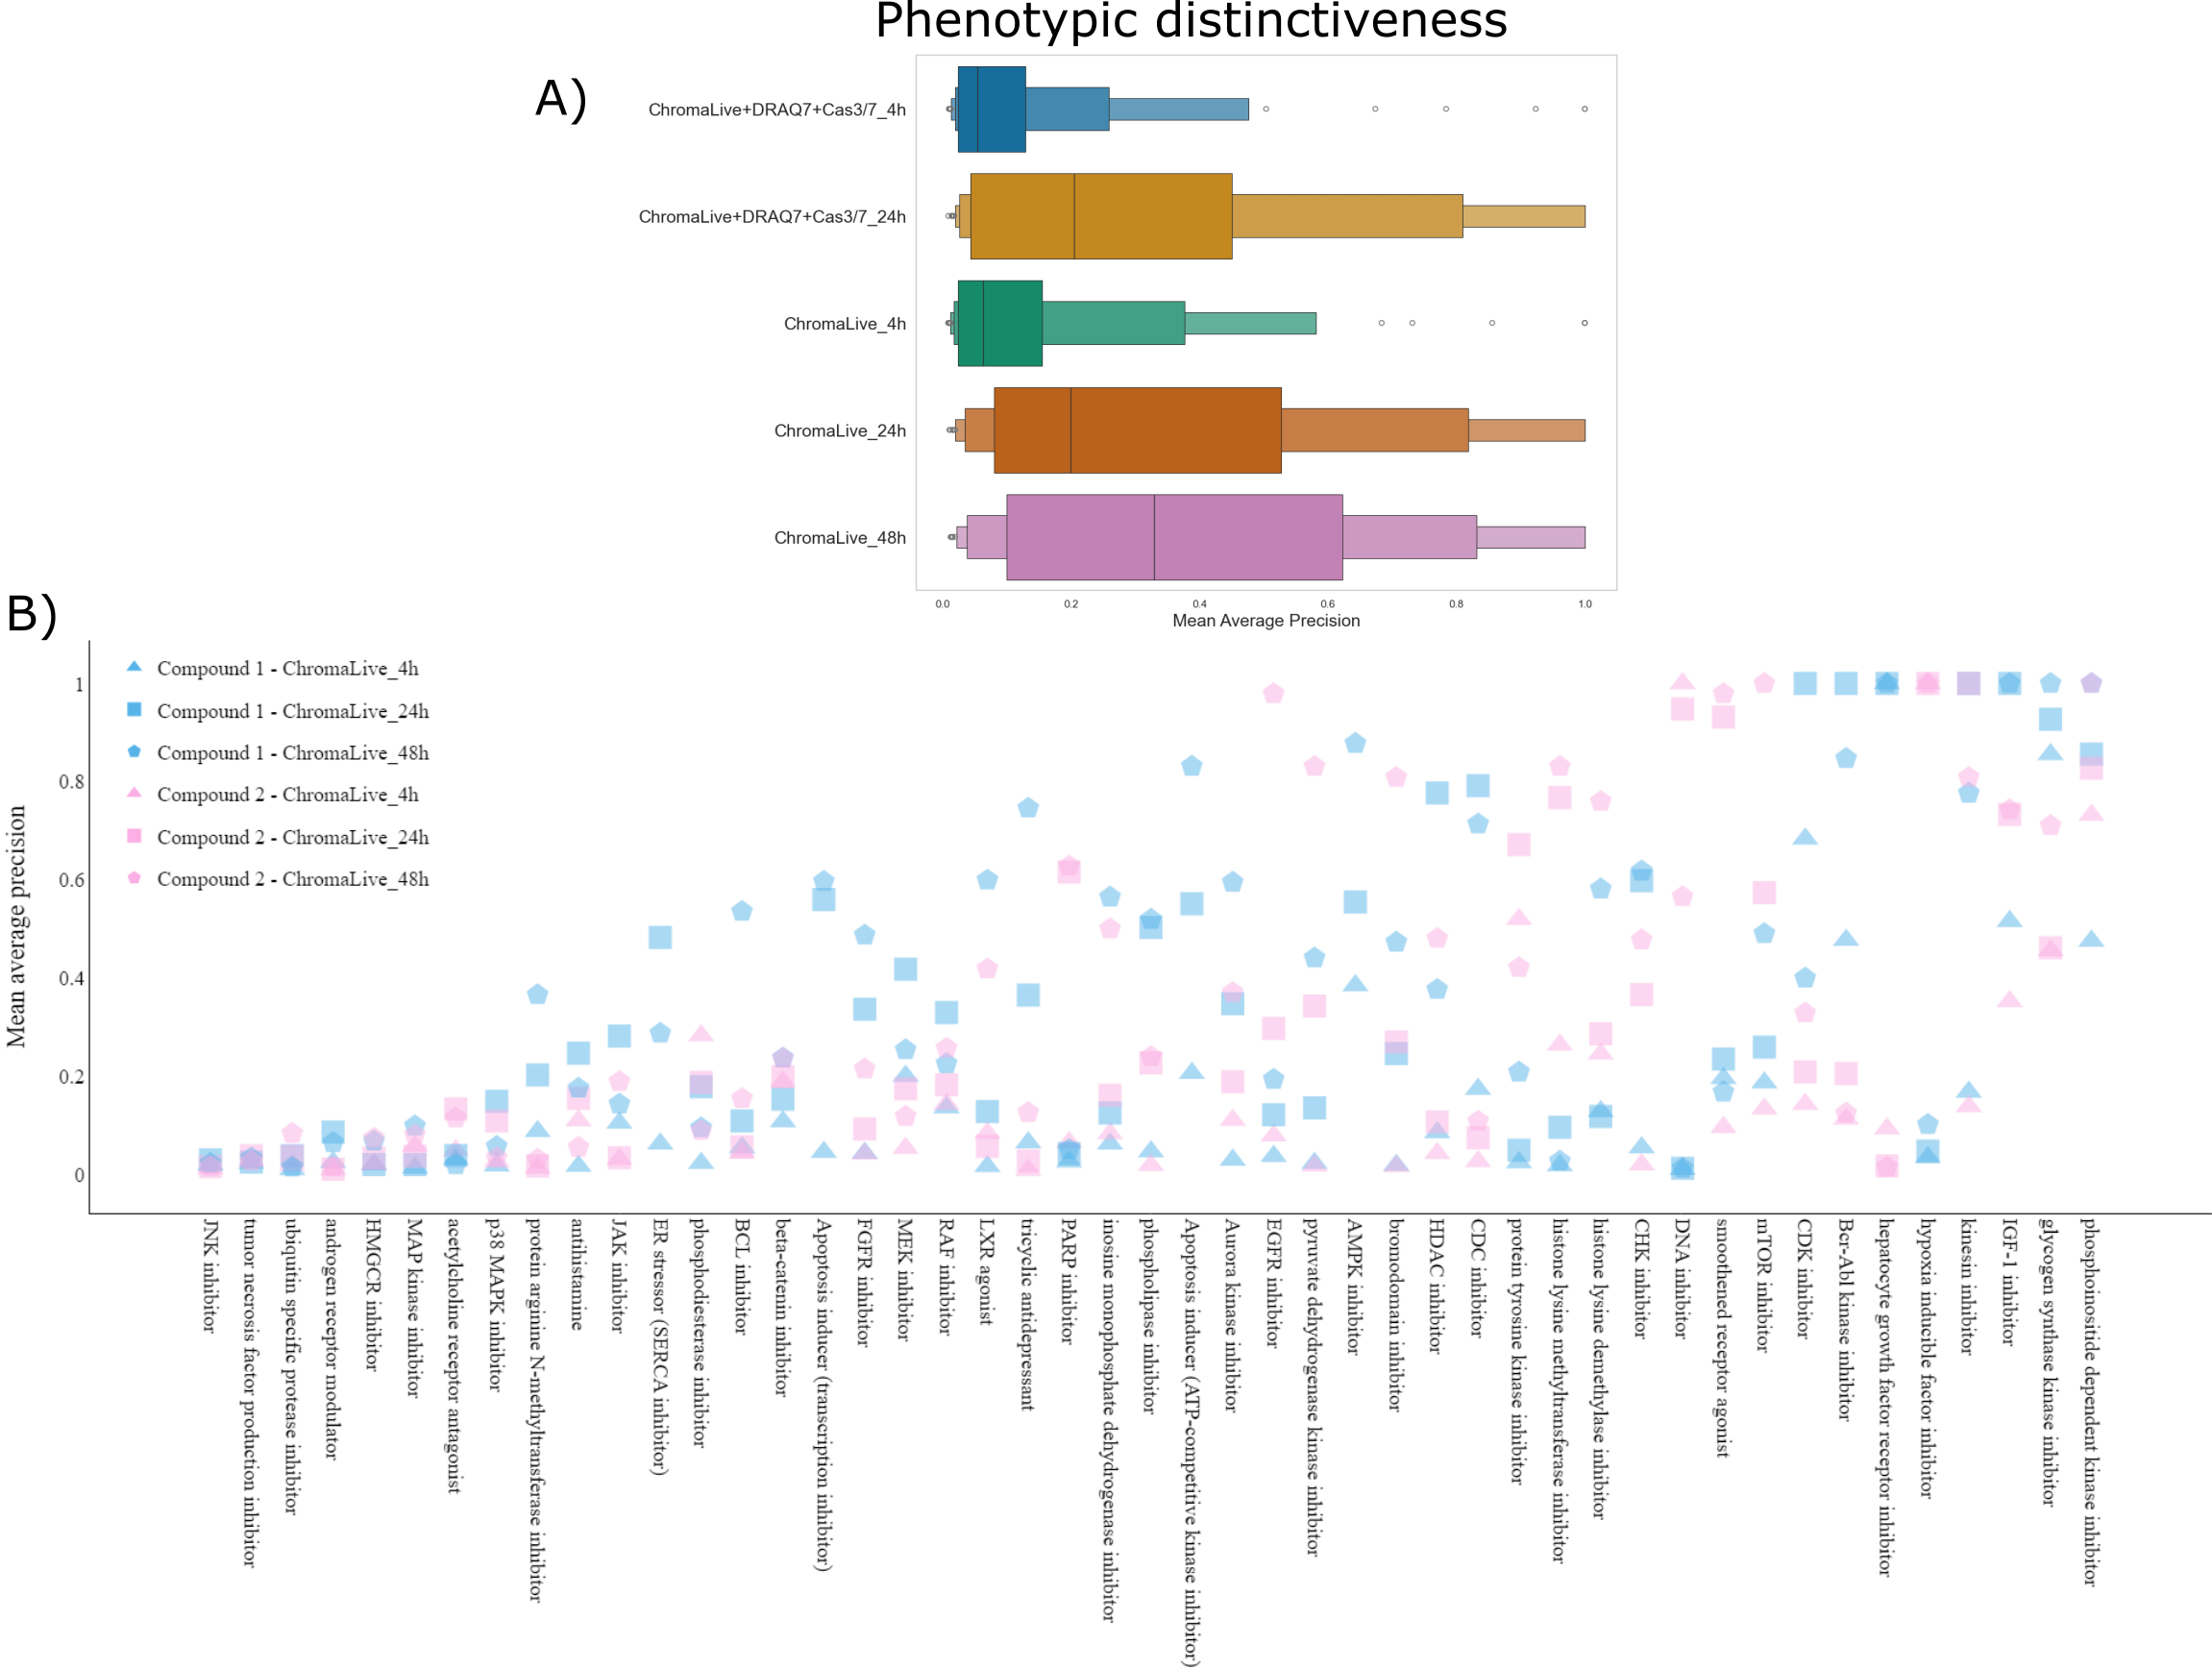 Phenotypic distinctiveness
A)
ChromaLive+DRAQ7+Cas3/7_4h
ChromaLive+DRAQ7+Cas3/7_24h
ChromaLive_4h
ChromaLive_24h
ChromaLive_48h
0.0 0.2 0.4 0.6 0.8 1.0
Mean Average Precision
B)
Compound 1 - ChromaLive_4h
Compound 1 - ChromaLive_24h
Compound 1 - ChromaLive_48h
Compound 2 - ChromaLive_4h
Compound 2 - ChromaLive_24h
Compound 2 - ChromaLive_48h
Mean average precision
1
0.8
0.6
0.4
0.2
0
JNK inhibitor
tumor necrosis factor production inhibitor
ubiquitin specific protease inhibitor
androgen receptor modulator
HMGCR inhibitor
MAP kinase inhibitor
acetylcholine receptor antagonist
p38 MAPK inhibitor
protein arginine N-methyltransferase inhibitor
antihistamine
JAK inhibitor
ER stressor (SERCA inhibitor)
phosphodiesterase inhibitor
BCL inhibitor
beta-catenin inhibitor
Apoptosis inducer (transcription inhibitor)
FGFR inhibitor
MEK inhibitor
RAF inhibitor
LXR agonist
tricyclic antidepressant
PARP inhibitor
inosine monophosphate dehydrogenase inhibitor
phospholipase inhibitor
Apoptosis inducer (ATP-competitive kinase inhibitor)
Aurora kinase inhibitor
EGFR inhibitor
pyruvate dehydrogenase kinase inhibitor
AMPK inhibitor
bromodomain inhibitor
HDAC inhibitor
CDC inhibitor
protein tyrosine kinase inhibitor
histone lysine methyltransferase inhibitor
histone lysine demethylase inhibitor
CHK inhibitor
DNA inhibitor
smoothened receptor agonist
mTOR inhibitor
CDK inhibitor
Bcr-Abl kinase inhibitor
hepatocyte growth factor receptor inhibitor
hypoxia inducible factor inhibitor
kinesin inhibitor
IGF-1 inhibitor
glycogen synthase kinase inhibitor
phosphoinositide dependent kinase inhibitor